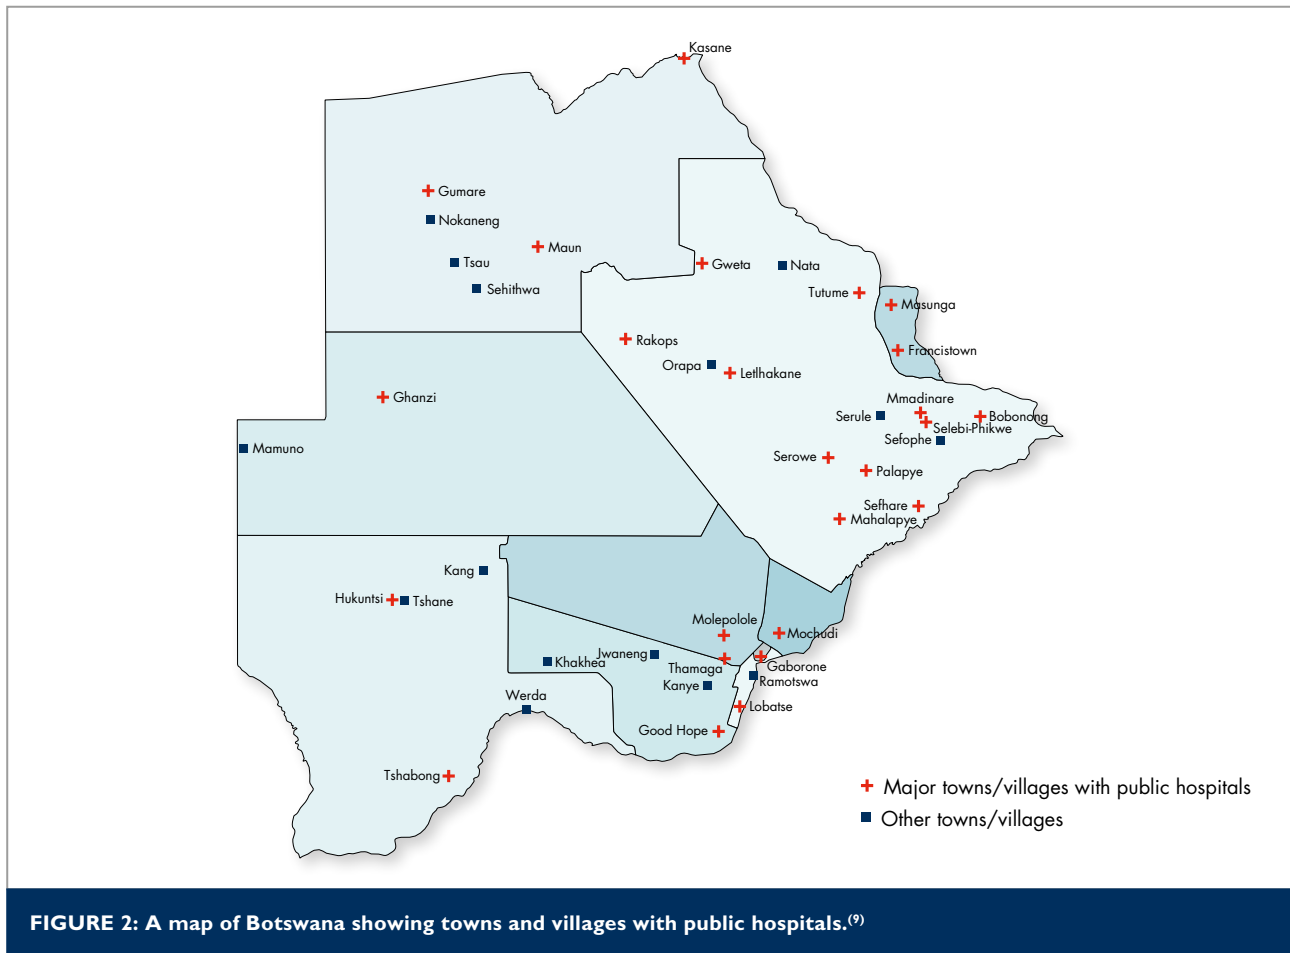 Kasane
Gumare
Nokaneng
Maun
Tsau
Gweta
Nata
Sehithwa
Tutume
Masunga
Rakops
Francistown
Orapa
Letlhakane
Ghanzi
Mmadinare
Serule
Bobonong
Selebi-Phikwe
Sefophe
Mamuno
Serowe
Palapye
Sefhare
Mahalapye
Kang
Hukuntsi
Tshane
Molepolole
Mochudi
Jwaneng
Khakhea
Thamaga
Gaborone
Ramotswa
Kanye
Werda
Lobatse
Good Hope
Tshabong
Major towns/villages with public hospitals
Other towns/villages
FIGURE 2: A map of Botswana showing towns and villages with public hospitals.(9)